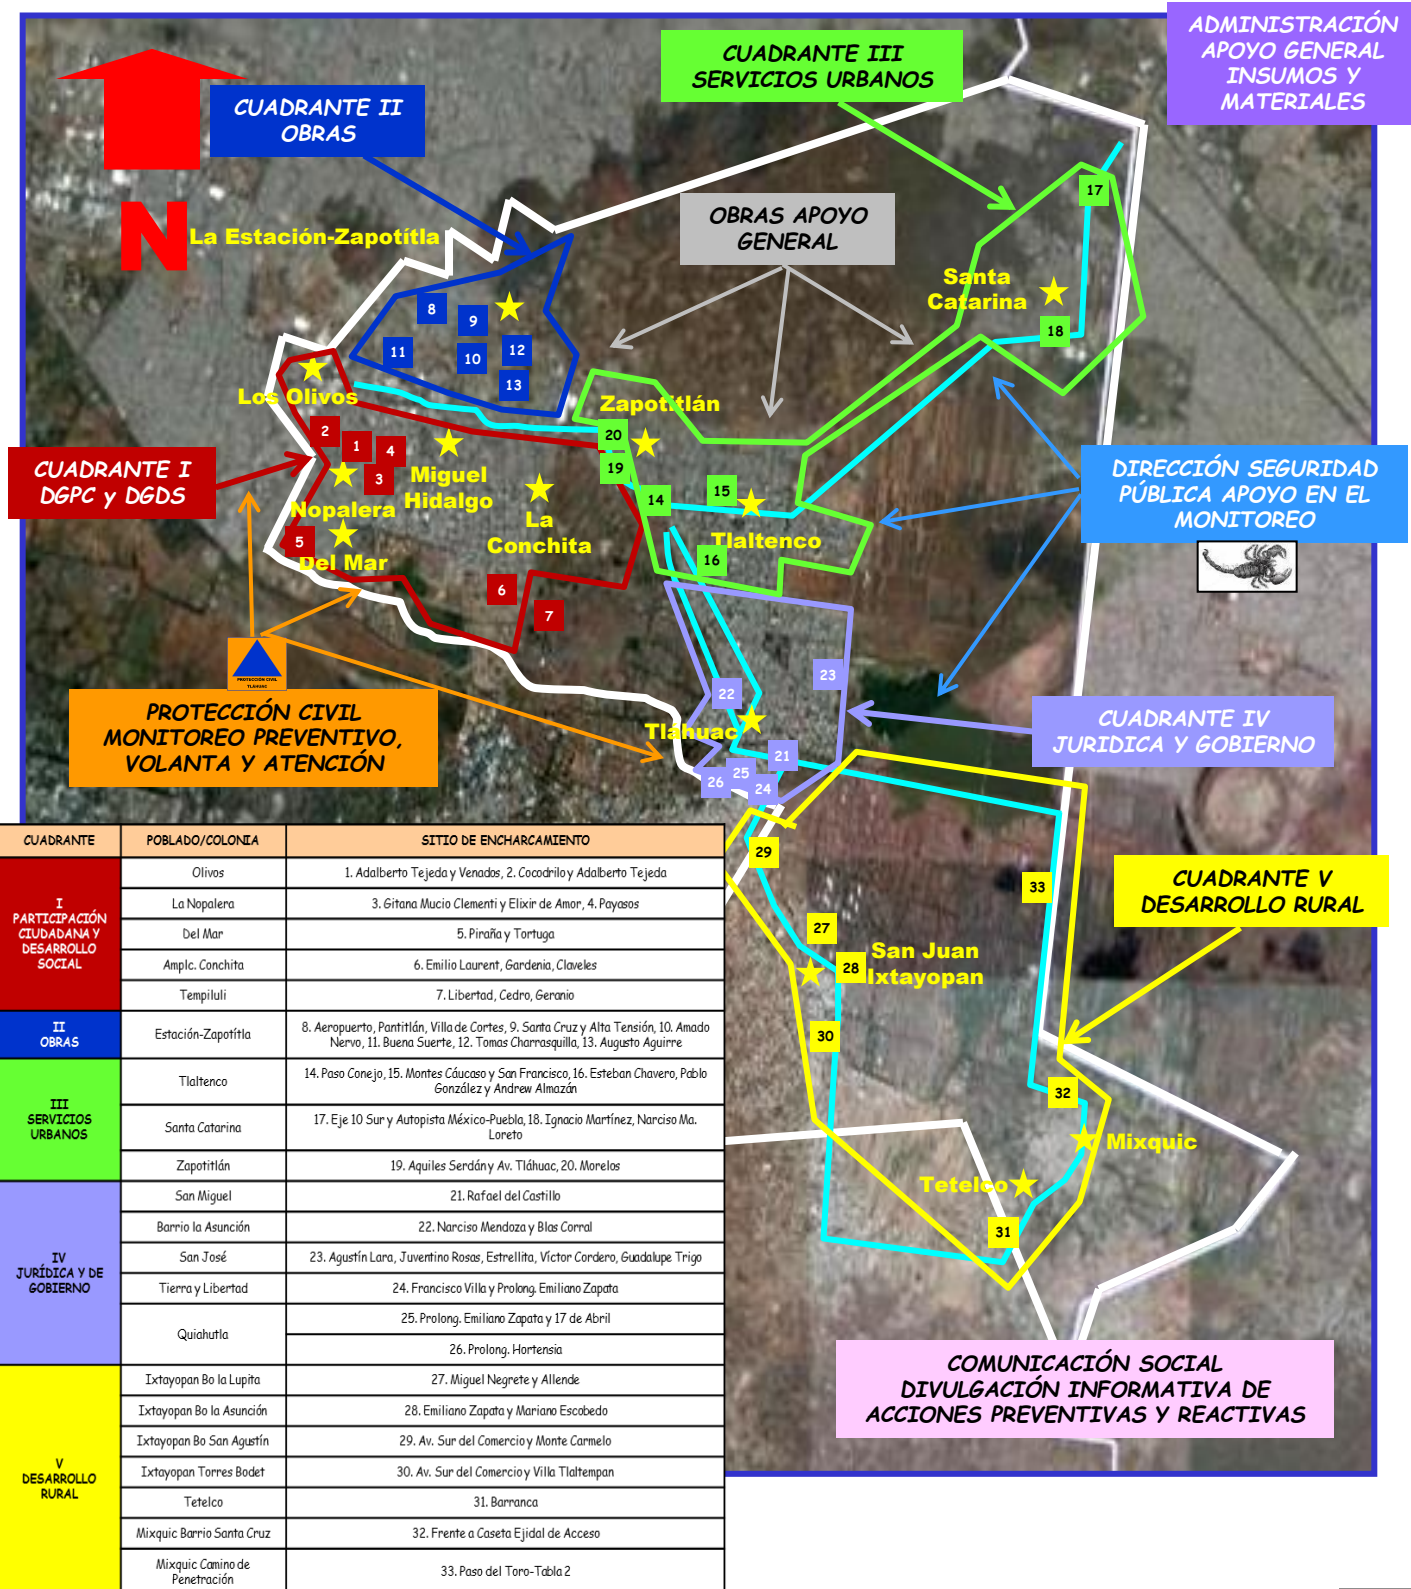 ADMINISTRACIÓN
APOYO GENERAL
INSUMOS Y
MATERIALES
CUADRANTE III
SERVICIOS URBANOS
CUADRANTE II
OBRAS
N
La Estación-Zapotítla
OBRAS APOYO
GENERAL
17
Santa
Catarina
18
8
9
10
11
12
13
Los Olivos
Zapotitlán
20
19
2
1
4
3
CUADRANTE I
DGPC y DGDS
Miguel
Hidalgo
Nopalera
La
Conchita
5
Del Mar
14
15
Tlaltenco
16
DIRECCIÓN SEGURIDAD
PÚBLICA APOYO EN EL
MONITOREO
6
7
PROTECCIÓN CIVIL
TLÁHUAC
PROTECCIÓN CIVIL
MONITOREO PREVENTIVO,
VOLANTA Y ATENCIÓN
23
22
Tláhuac
21
25
26
24
CUADRANTE IV
JURIDICA Y GOBIERNO
29
33
CUADRANTE V
DESARROLLO RURAL
27
28
San Juan
Ixtayopan
30
32
Mixquic
Tetelco
31
COMUNICACIÓN SOCIAL
DIVULGACIÓN INFORMATIVA DE
ACCIONES PREVENTIVAS Y REACTIVAS
CUADRANTE POBLADO/COLONIA SITIO DE ENCHARCAMIENTO
I
PARTICIPACIÓN
CIUDADANA Y
DESARROLLO
SOCIAL
Olivos 1. Adalberto Tejeda y Venados, 2. Cocodrilo y Adalberto Tejeda
La Nopalera 3. Gitana Mucio Clementi y Elixir de Amor, 4. Payasos
Del Mar 5. Piraña y Tortuga
Amplc. Conchita 6. Emilio Laurent, Gardenia, Claveles
Tempiluli 7. Libertad, Cedro, Geranio
II
OBRAS
Estación-Zapotítla 8. Aeropuerto, Pantitlán, Villa de Cortes, 9. Santa Cruz y Alta Tensión, 10. Amado
Nervo, 11. Buena Suerte, 12. Tomas Charrasquilla, 13. Augusto Aguirre
III
SERVICIOS
URBANOS
Tlaltenco 14. Paso Conejo, 15. Montes Cáucaso y San Francisco, 16. Esteban Chavero, Pablo
González y Andrew Almazán
Santa Catarina 17. Eje 10 Sur y Autopista México-Puebla, 18. Ignacio Martínez, Narciso Ma.
Loreto
Zapotitlán 19. Aquiles Serdán y Av. Tláhuac, 20. Morelos
IV
JURÍDICA Y DE
GOBIERNO
San Miguel 21. Rafael del Castillo
Barrio la Asunción 22. Narciso Mendoza y Blas Corral
San José 23. Agustín Lara, Juventino Rosas, Estrellita, Víctor Cordero, Guadalupe Trigo
Tierra y Libertad 24. Francisco Villa y Prolong. Emiliano Zapata
Quiahutla 25. Prolong. Emiliano Zapata y 17 de Abril
26. Prolong. Hortensia
V
DESARROLLO
RURAL
Ixtayopan Bo la Lupita 27. Miguel Negrete y Allende
Ixtayopan Bo la Asunción 28. Emiliano Zapata y Mariano Escobedo
Ixtayopan Bo San Agustín 29. Av. Sur del Comercio y Monte Carmelo
Ixtayopan Torres Bodet 30. Av. Sur del Comercio y Villa Tlaltempan
Tetelco 31. Barranca
Mixquic Barrio Santa Cruz 32. Frente a Caseta Ejidal de Acceso
Mixquic Camino de
Penetración
33. Paso del Toro-Tabla 2